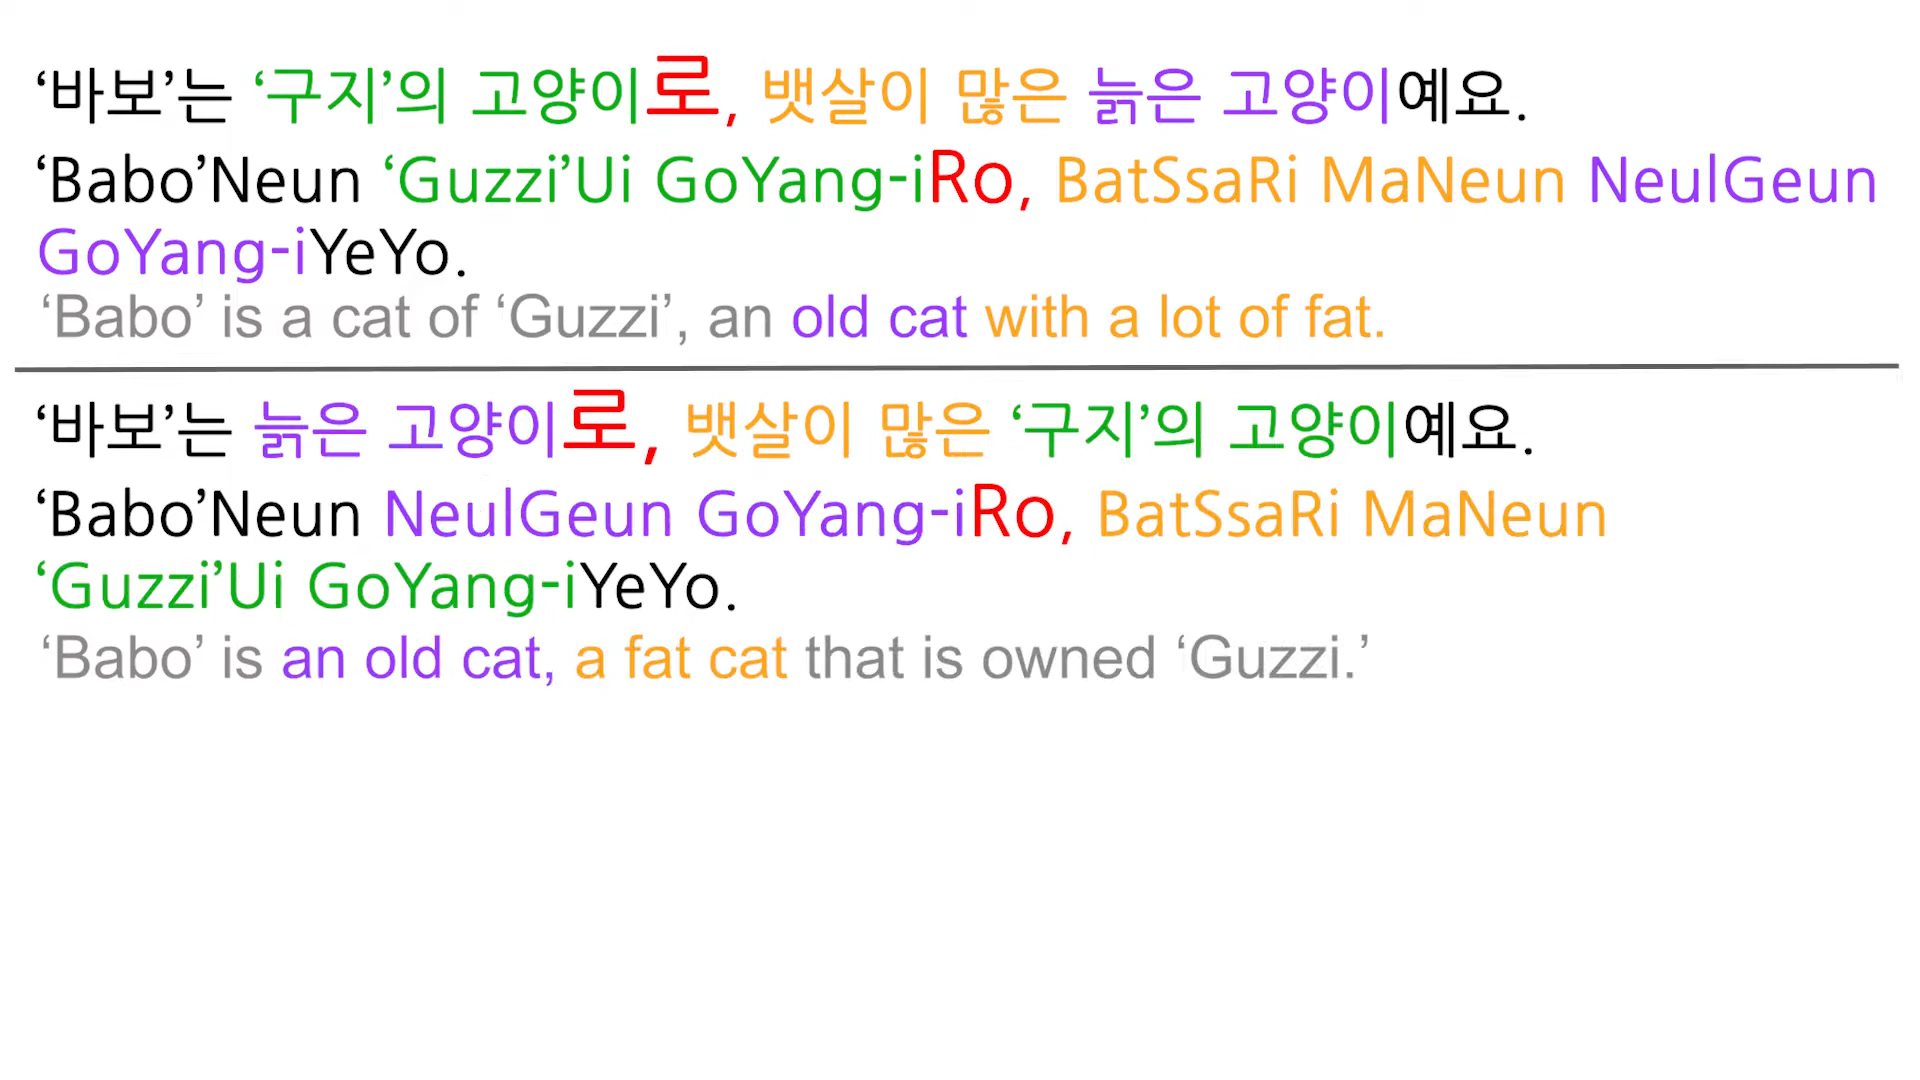 ‘바보’는 ‘구지’의 고양이로, 뱃살이 많은 늙은 고양이예요.
‘Babo’Neun ‘Guzzi’Ui GoYang-iRo, BatSsaRi MaNeun NeulGeun
GoYang-iYeYo.
‘Babo’ is a cat of ‘Guzzi’, an old cat with a lot of fat.
‘바보’는 늙은 고양이로, 뱃살이 많은 ‘구지’의 고양이예요.
‘Babo’Neun NeulGeun GoYang-iRo, BatSsaRi MaNeun
‘Guzzi’Ui GoYang-iYeYo.
‘Babo’ is an old cat, a fat cat that is owned ‘Guzzi.’